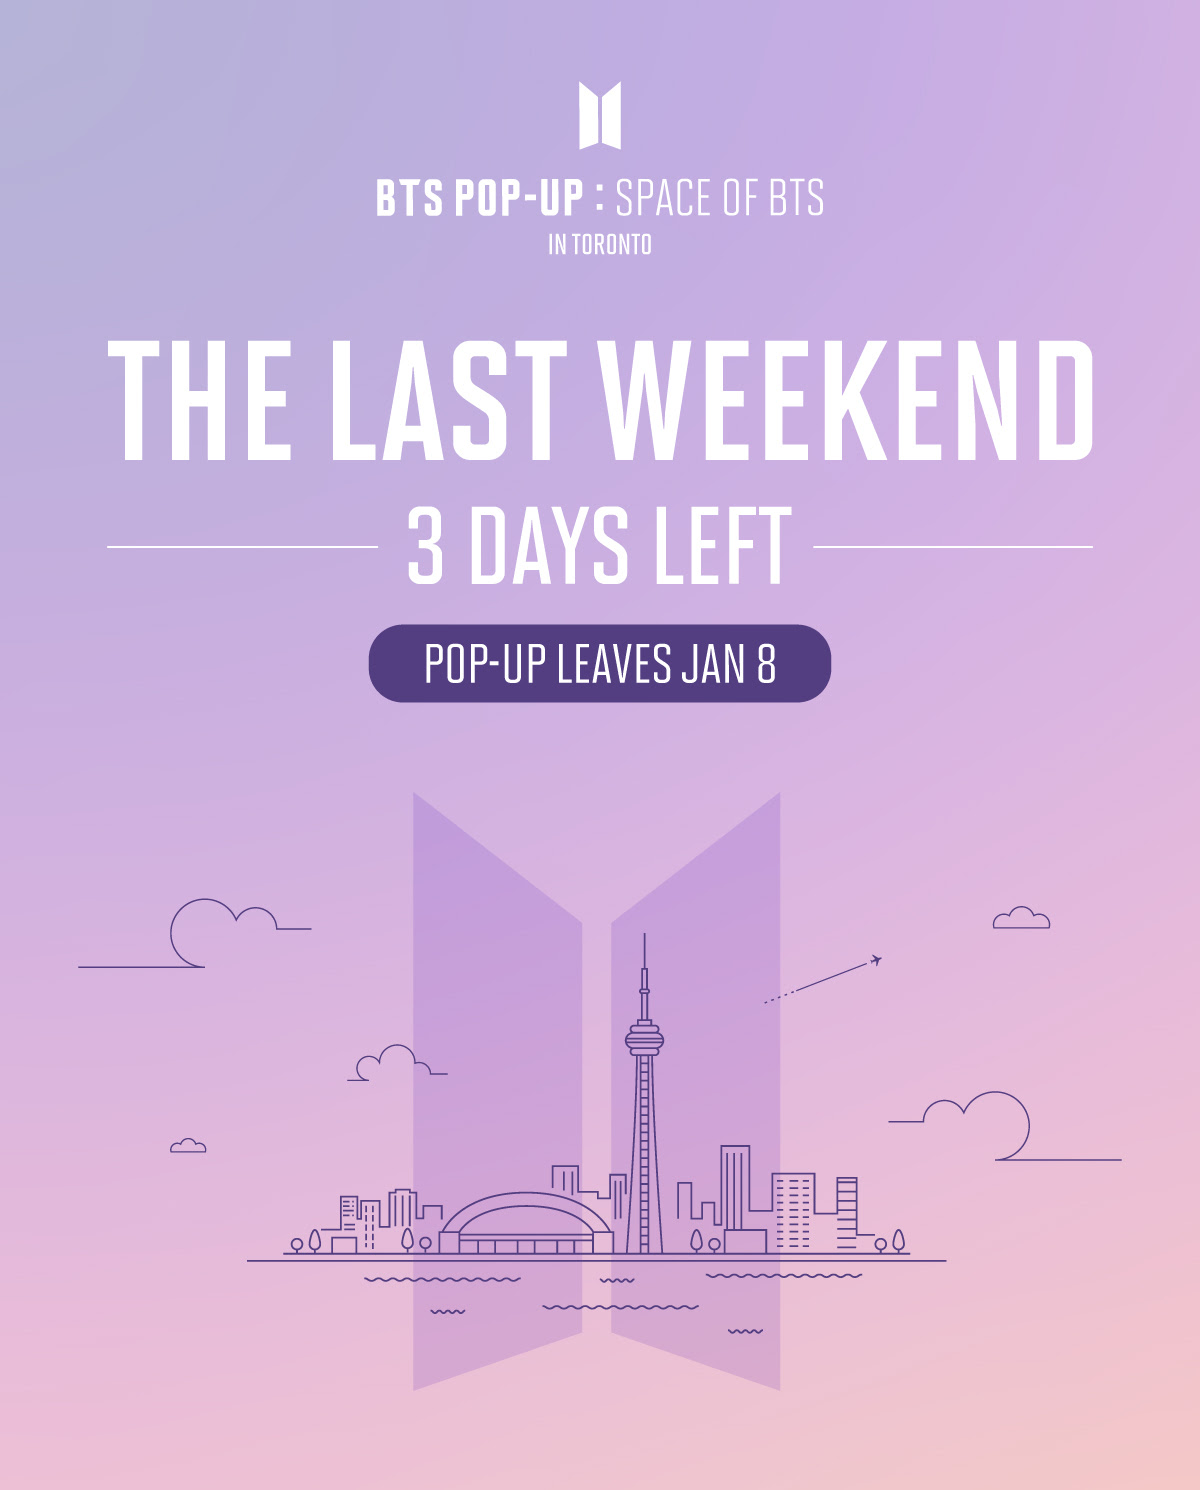 BTS POP-UP : SPACE OF BTS
IN TORONTO
THE LAST WEEKEND
3 DAYS LEFT
POP-UP LEAVES JAN 8